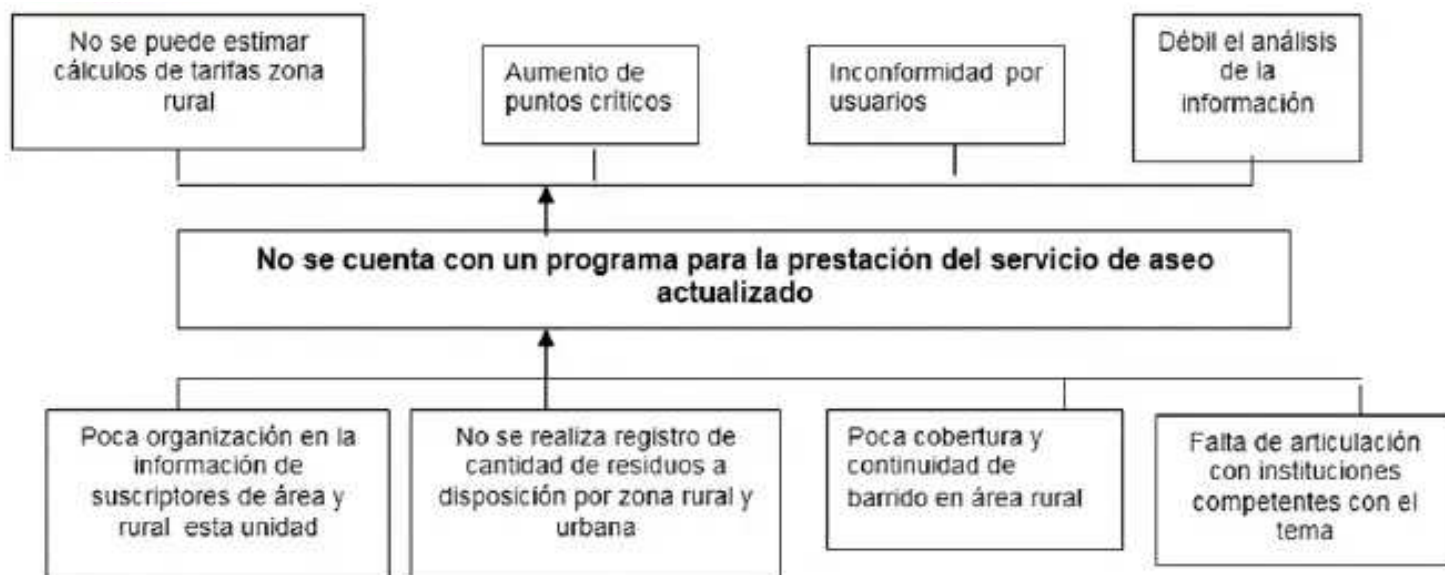 No se puede estimar
cálculos de tarifas zona
rural
Aumento de
puntos críticos
Inconformidad por
usuarios
Débil el análisis
de la
información
No se cuenta con un programa para la prestación del servicio de aseo
actualizado
Poca organización en la
información de
suscriptores de área y
rural esta unidad
No se realiza registro de
cantidad de residuos a
disposición por zona rural y
urbana
Poca cobertura y
continuidad de
barrido en área rural
Falta de articulación
con instituciones
competentes con el
tema